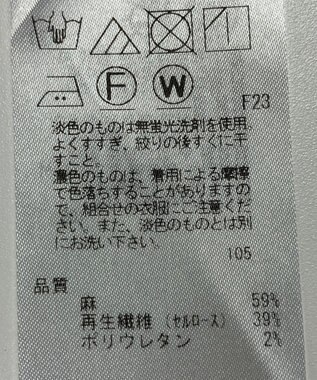 F W
F23
淡色のものは無蛍光洗剤を使用、
よくすすぎ、絞りの後すぐに干
すこと。
濃色のものは、着用による摩擦
で色落ちすることがありますの
で、組合せの衣服にご注意くだ
さい。また、淡色のものとは別
にお洗い下さい。
105
品質
麻 59%
再生繊維（セルロース） 39%
ポリウレタン 2%